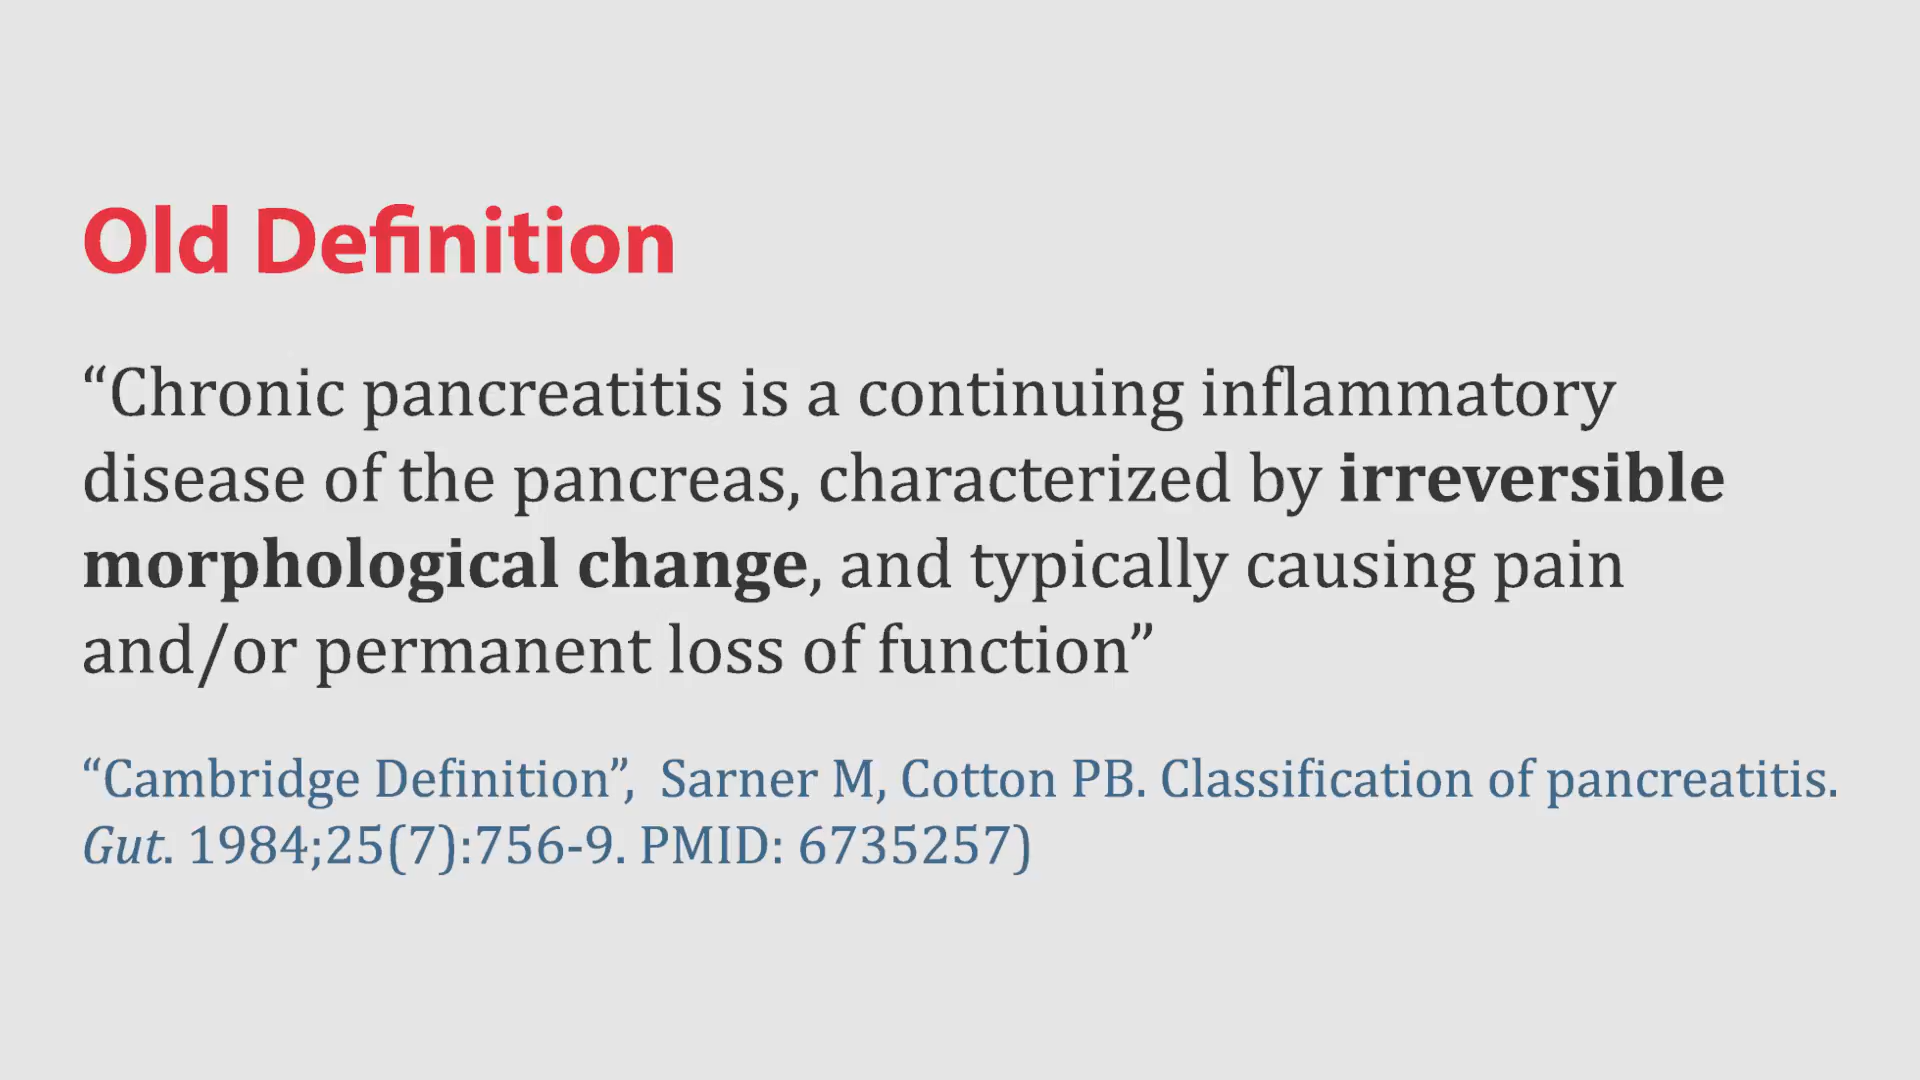 Old Definition
“Chronic pancreatitis is a continuing inflammatory
disease of the pancreas, characterized by irreversible
morphological change, and typically causing pain
and/or permanent loss of function”
“Cambridge Definition”,  Sarner M, Cotton PB. Classification of pancreatitis.
Gut. 1984;25(7):756-9. PMID: 6735257)